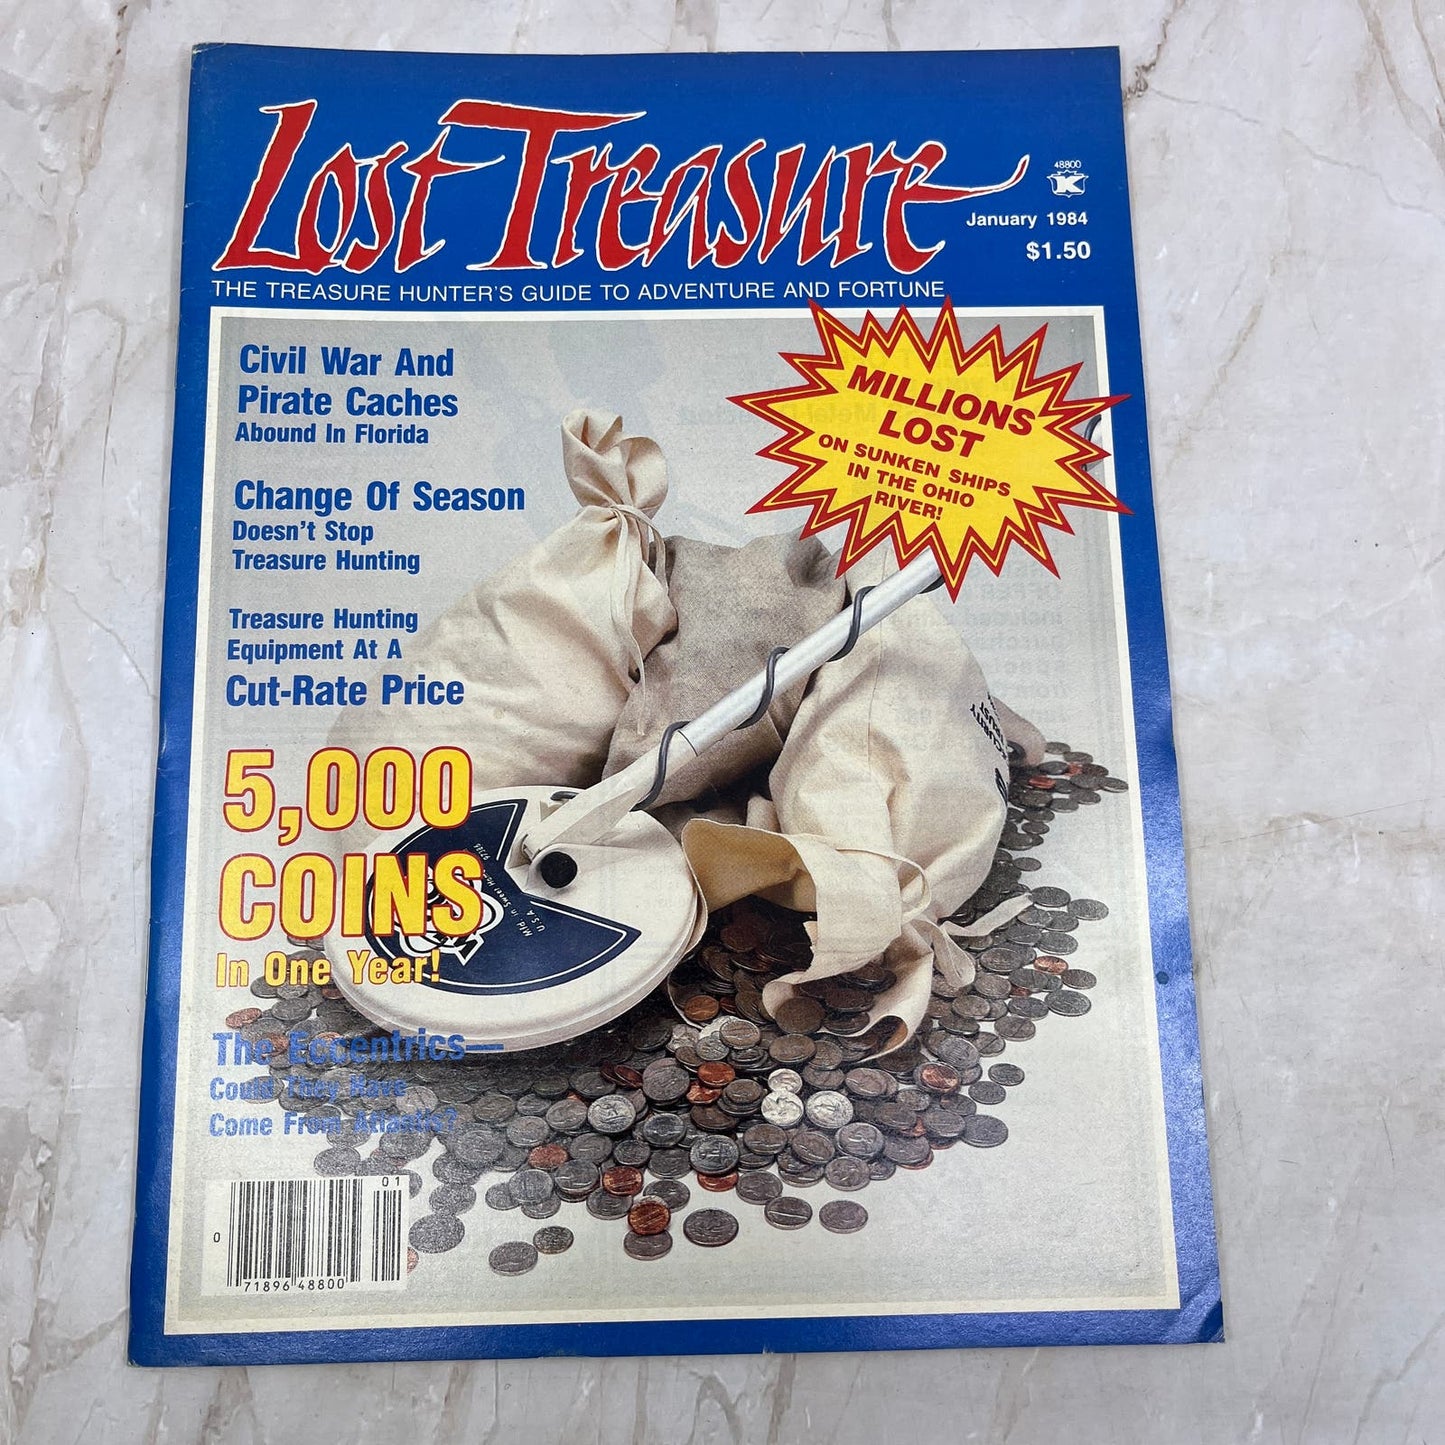 Lost Treasure
48800
K
January 1984
$1.50
THE TREASURE HUNTER'S GUIDE TO ADVENTURE AND FORTUNE
MILLIONS
LOST
ON SUNKEN SHIPS
IN THE OHIO
RIVER!
Civil War And
Pirate Caches
Abound In Florida
Change Of Season
Doesn't Stop
Treasure Hunting
Treasure Hunting
Equipment At A
Cut-Rate Price
5,000
COINS
In One Year!
The Eccentrics—
Could They Have
Come From Atlantis?
01
0
71896 48800